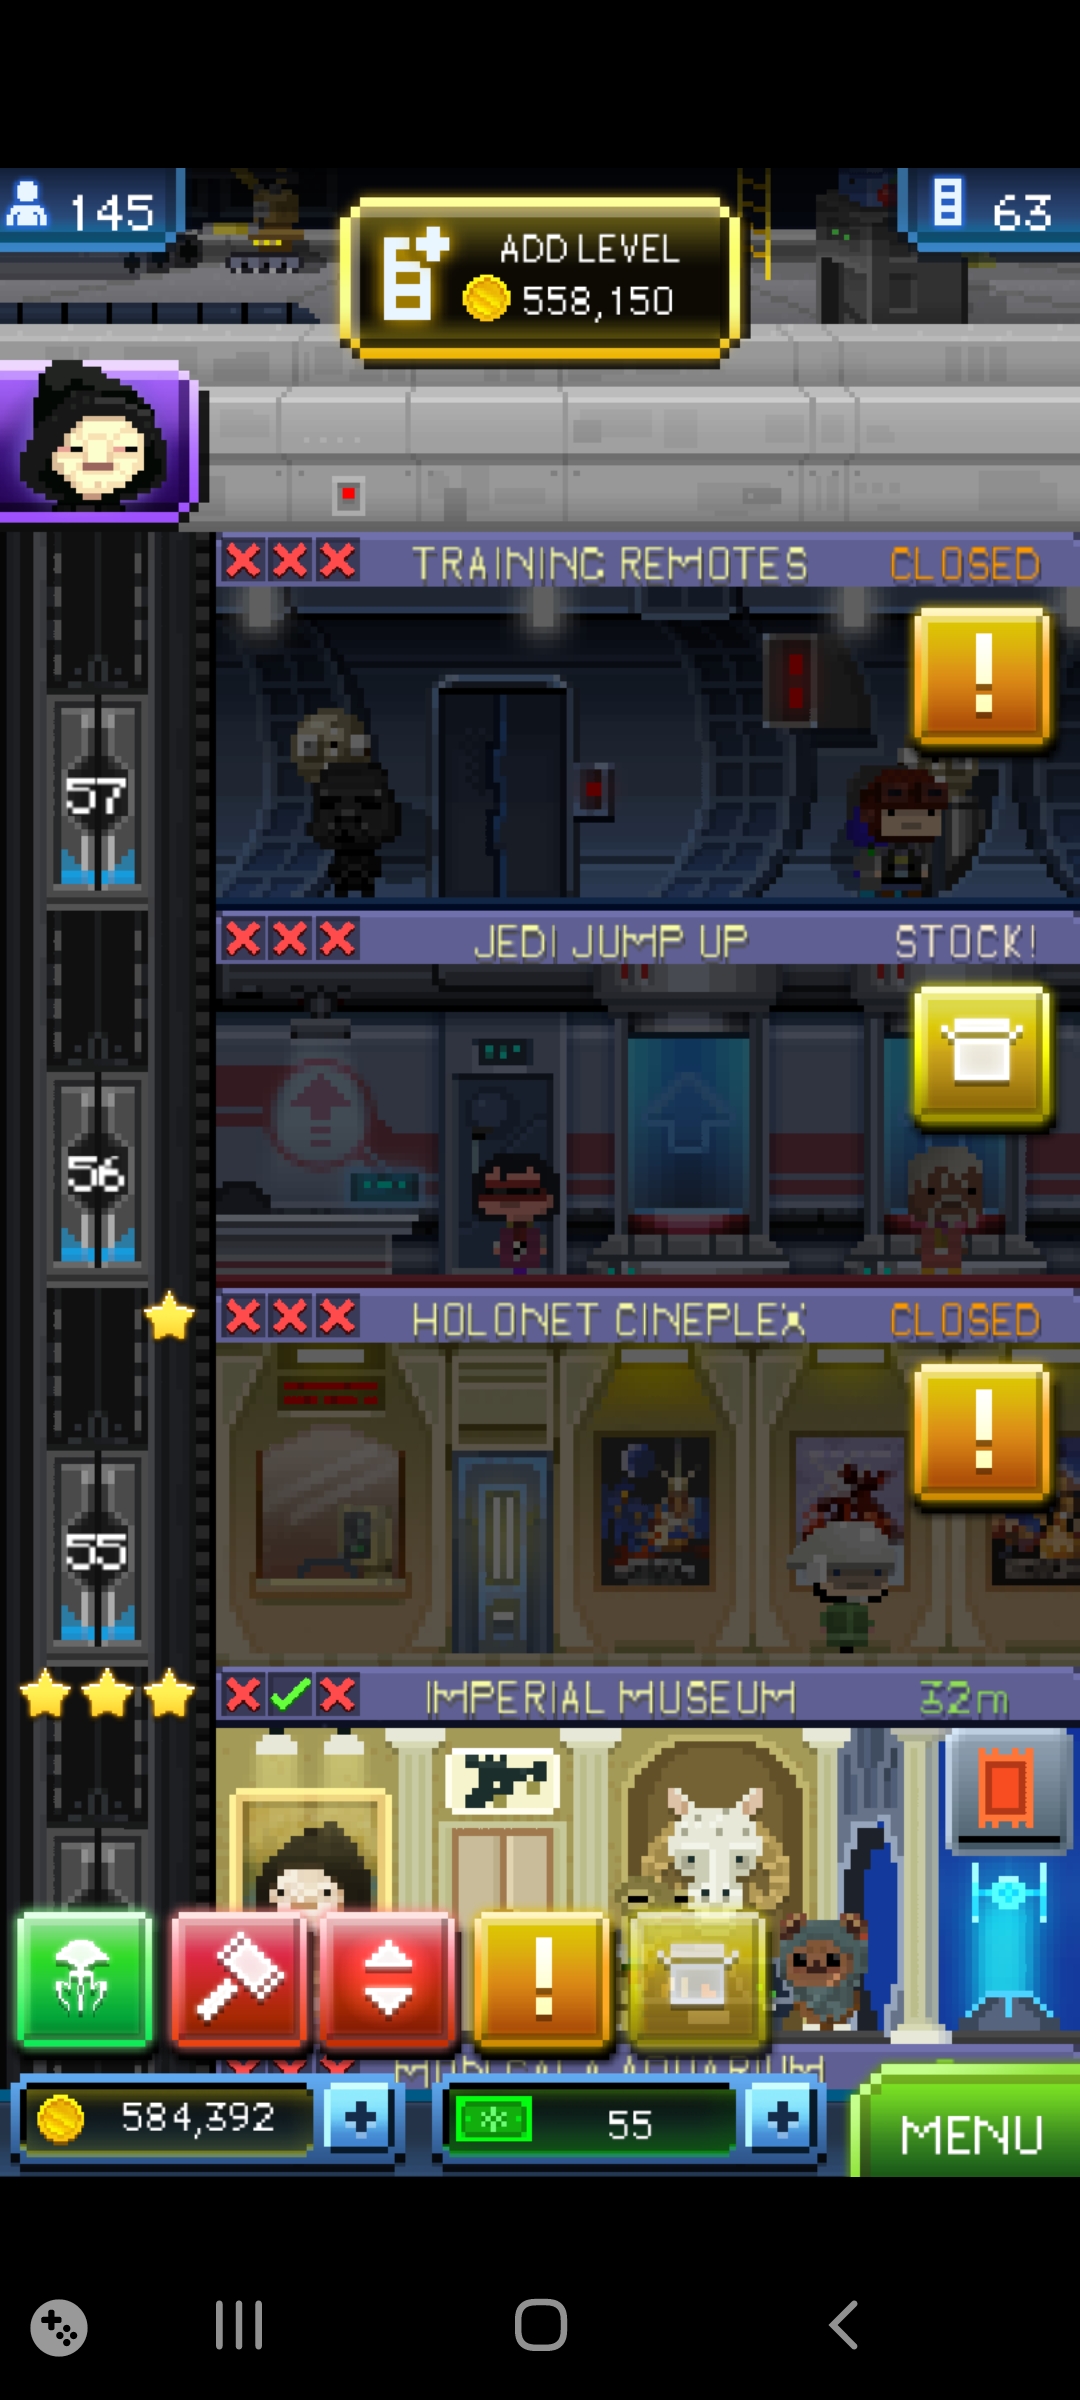 145
ADD LEVEL
558,150
63
TRAINING REMOTES CLOSED
57
JEDI JUMP UP STOCK!
56
HOLONET CINEPLEX CLOSED
55
IMPERIAL MUSEUM 32m
584,392
55
MENU